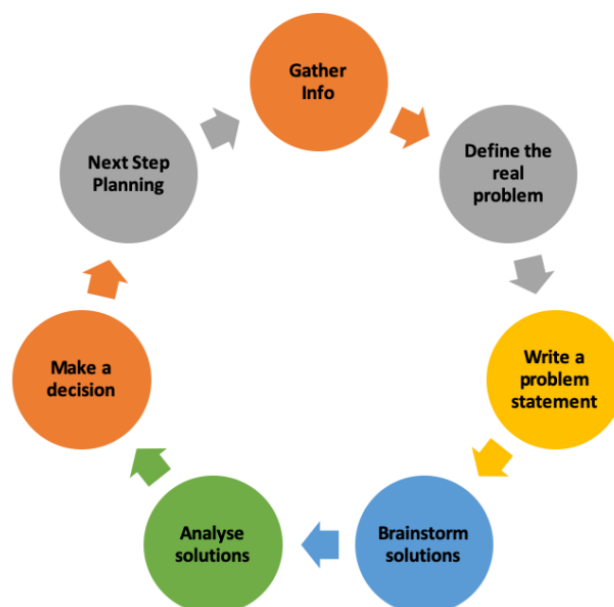 Gather
Info
Define the
real
problem
Write a
problem
statement
Brainstorm
solutions
Analyse
solutions
Make a
decision
Next Step
Planning